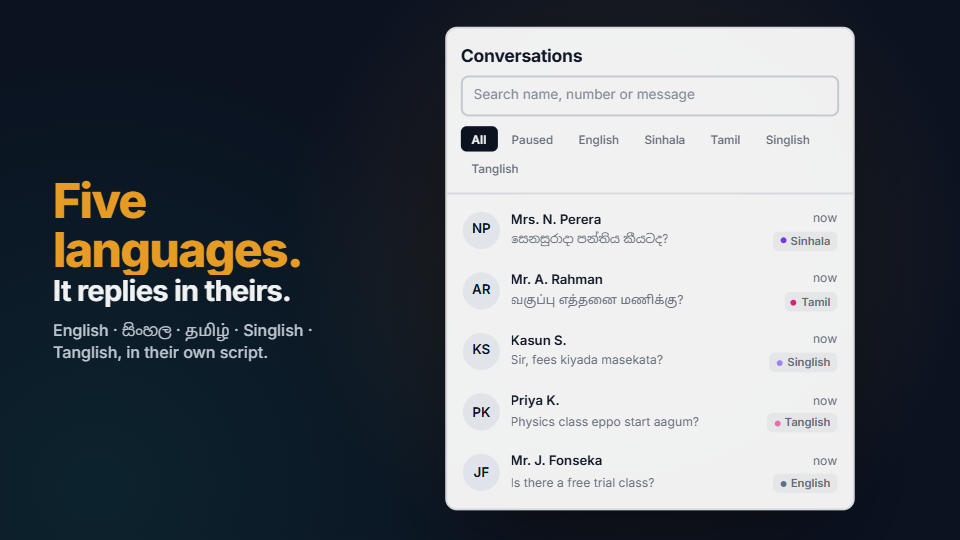 Five
languages.
It replies in theirs.
English · සිංහල · தமிழ் · Singlish ·
Tanglish, in their own script.
Conversations
Search name, number or message
All Paused English Sinhala Tamil Singlish
Tanglish
NP Mrs. N. Perera now
සෙනසුරාදා පන්තිය කීයටද? Sinhala
AR Mr. A. Rahman now
வகுப்பு எத்தனை மணிக்கு? Tamil
KS Kasun S. now
Sir, fees kiyada masekata? Singlish
PK Priya K. now
Physics class eppo start aagum? Tanglish
JF Mr. J. Fonseka now
Is there a free trial class? English